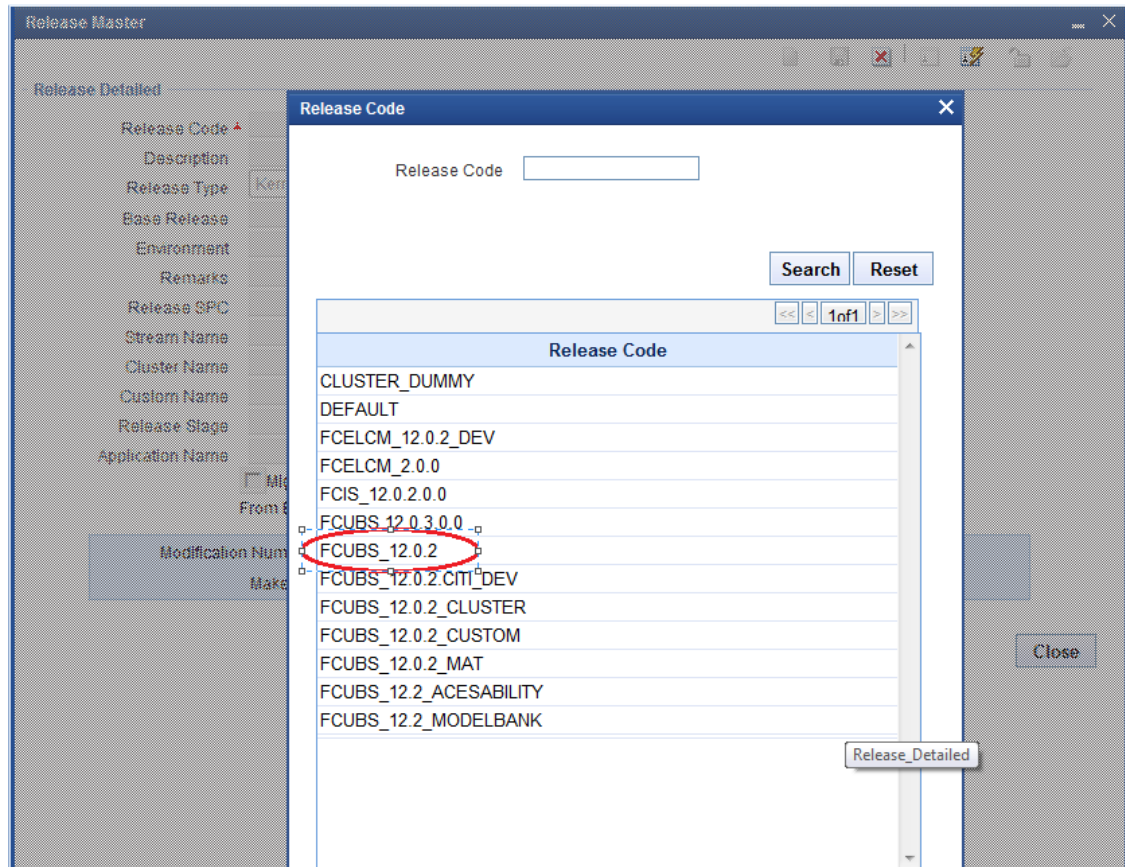 Release Master
Release Detailed
Release Code *
Description
Release Type Kern
Base Release
Environment
Remarks
Release SPC
Stream Name
Cluster Name
Custom Name
Release Stage
Application Name
From
Modification Num
Make
Close
Release Code
Release Code
Search Reset
<< < 1of1 > >>
Release Code
CLUSTER_DUMMY
DEFAULT
FCELCM_12.0.2_DEV
FCELCM_2.0.0
FCIS_12.0.2.0.0
FCUBS_12.0.3.0.0
FCUBS_12.0.2
FCUBS_12.0.2.CITI_DEV
FCUBS_12.0.2_CLUSTER
FCUBS_12.0.2_CUSTOM
FCUBS_12.0.2_MAT
FCUBS_12.2_ACESABILITY
FCUBS_12.2_MODELBANK
Release_Detailed